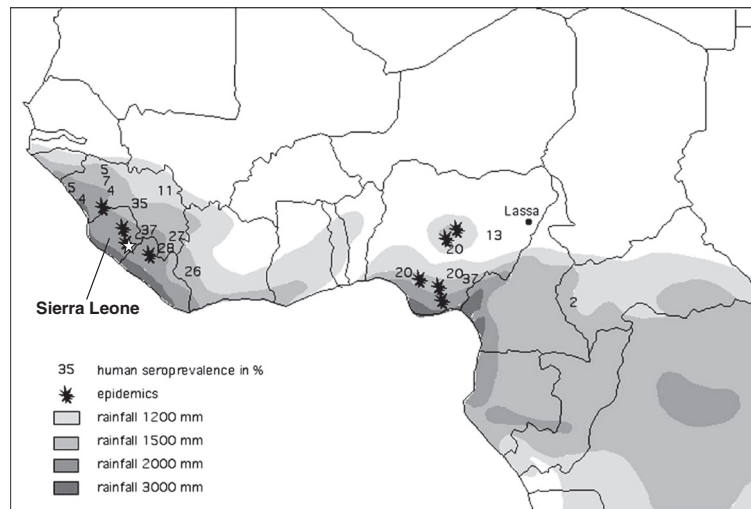 5
7
5
4
4
11
35
37
27
28
26
Lassa
13
20
20
20
37
2
Sierra Leone
35 human seroprevalence in %
epidemics
rainfall 1200 mm
rainfall 1500 mm
rainfall 2000 mm
rainfall 3000 mm